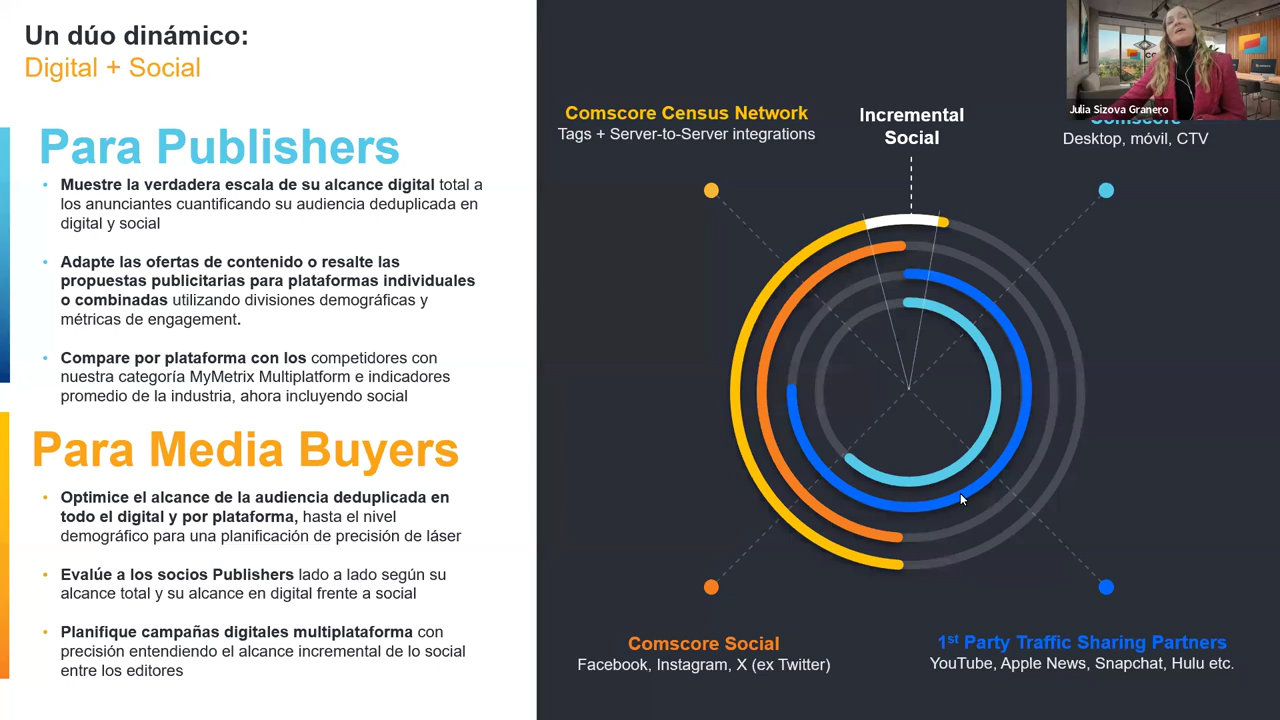 Un dúo dinámico:
Digital + Social
Para Publishers
• Muestre la verdadera escala de su alcance digital total a
los anunciantes cuantificando su audiencia deduplicada en
digital y social
• Adapte las ofertas de contenido o resalte las
propuestas publicitarias para plataformas individuales
o combinadas utilizando divisiones demográficas y
métricas de engagement.
• Compare por plataforma con los competidores con
nuestra categoría MyMetrix Multiplatform e indicadores
promedio de la industria, ahora incluyendo social
Para Media Buyers
• Optimice el alcance de la audiencia deduplicada en
todo el digital y por plataforma, hasta el nivel
demográfico para una planificación de precisión de láser
• Evalúe a los socios Publishers lado a lado según su
alcance total y su alcance en digital frente a social
• Planifique campañas digitales multiplataforma con
precisión entendiendo el alcance incremental de lo social
entre los editores
Comscore Census Network
Tags + Server-to-Server integrations
Incremental
Social
Julia Sizova Granero
Comscore
Desktop, móvil, CTV
Comscore Social
Facebook, Instagram, X (ex Twitter)
1st Party Traffic Sharing Partners
YouTube, Apple News, Snapchat, Hulu etc.